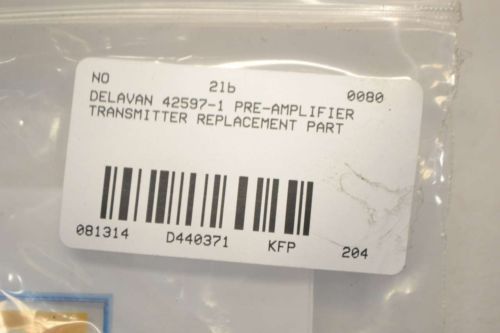 NO 21b 0080
DELAVAN 42597-1 PRE-AMPLIFIER
TRANSMITTER REPLACEMENT PART
081314 D440371 KFP 204